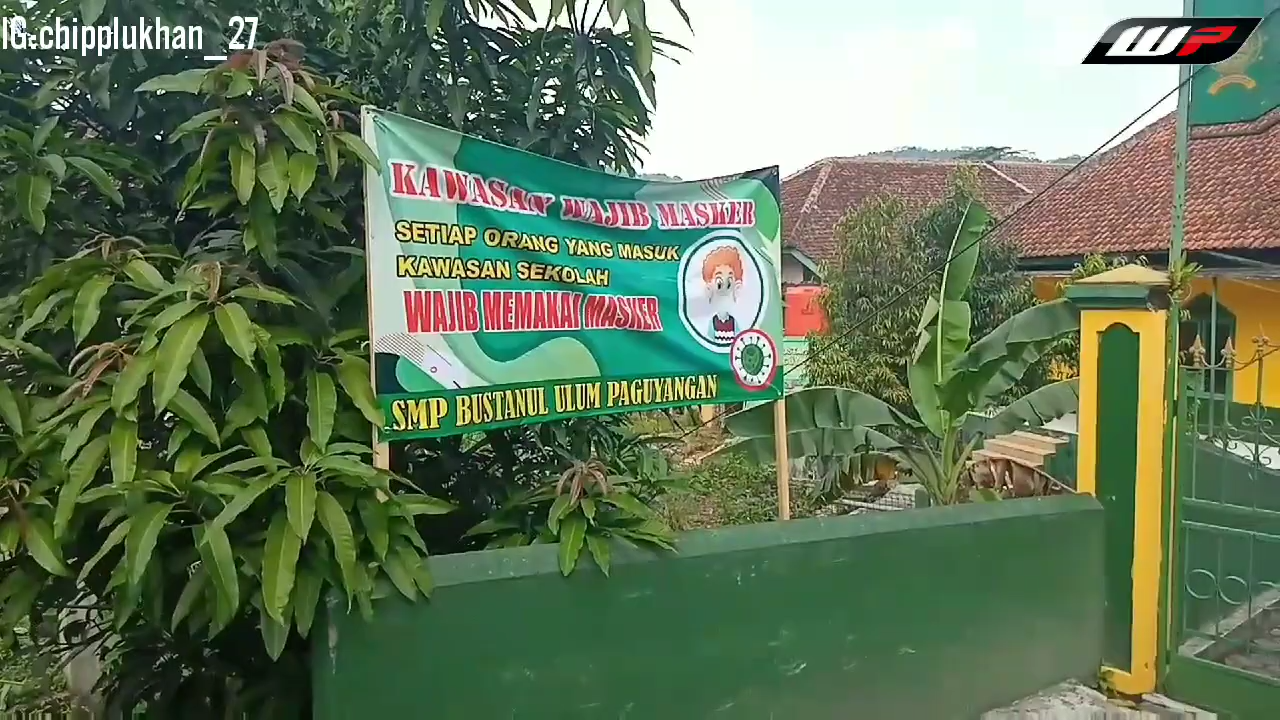 IG:chipplukhan_27
WP
KAWASAN WAJIB MASKER
SETIAP ORANG YANG MASUK
KAWASAN SEKOLAH
WAJIB MEMAKAI MASKER
SMP BUSTANUL ULUM PAGUYANGAN